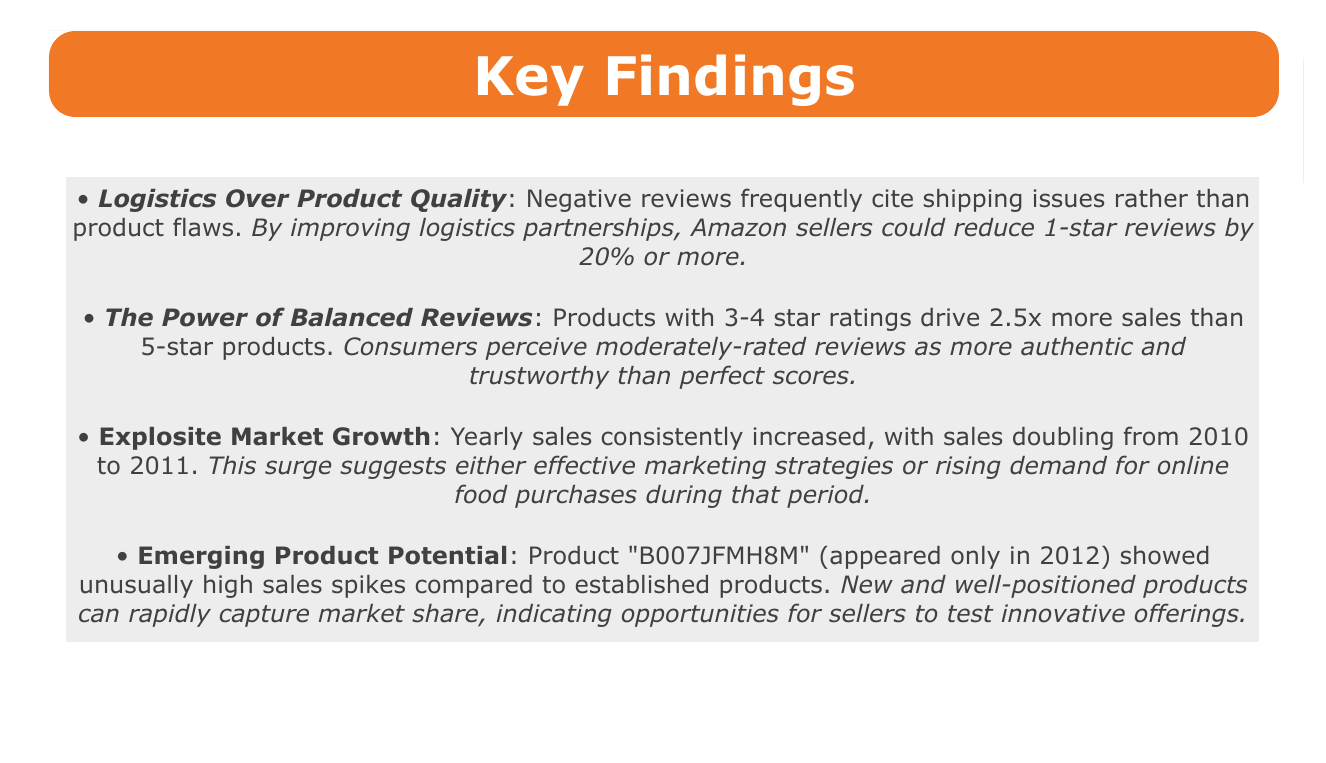 Key Findings
• Logistics Over Product Quality: Negative reviews frequently cite shipping issues rather than
product flaws. By improving logistics partnerships, Amazon sellers could reduce 1-star reviews by
20% or more.
• The Power of Balanced Reviews: Products with 3-4 star ratings drive 2.5x more sales than
5-star products. Consumers perceive moderately-rated reviews as more authentic and
trustworthy than perfect scores.
• Explosite Market Growth: Yearly sales consistently increased, with sales doubling from 2010
to 2011. This surge suggests either effective marketing strategies or rising demand for online
food purchases during that period.
• Emerging Product Potential: Product "B007JFMH8M" (appeared only in 2012) showed
unusually high sales spikes compared to established products. New and well-positioned products
can rapidly capture market share, indicating opportunities for sellers to test innovative offerings.